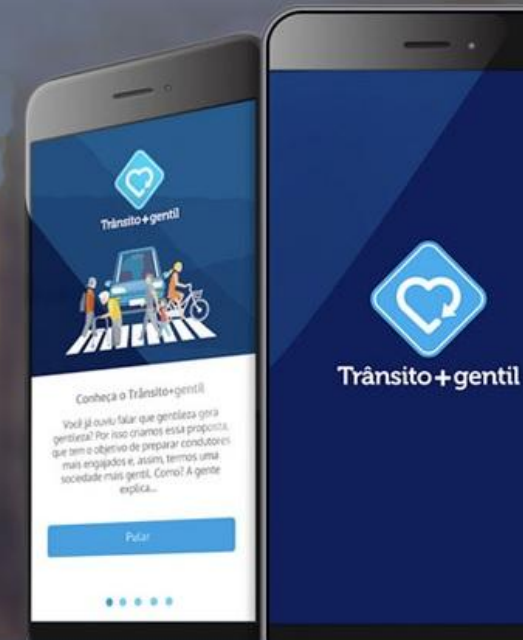 Trânsito+gentil
Conheça o Trânsito+gentil
Você já ouviu falar que gentileza gera
gentileza? Por isso criamos essa proposta,
que tem o objetivo de preparar condutores
mais engajados e, assim, termos uma
sociedade mais gentil. Como? A gente
explica...
Pular
Trânsito+gentil